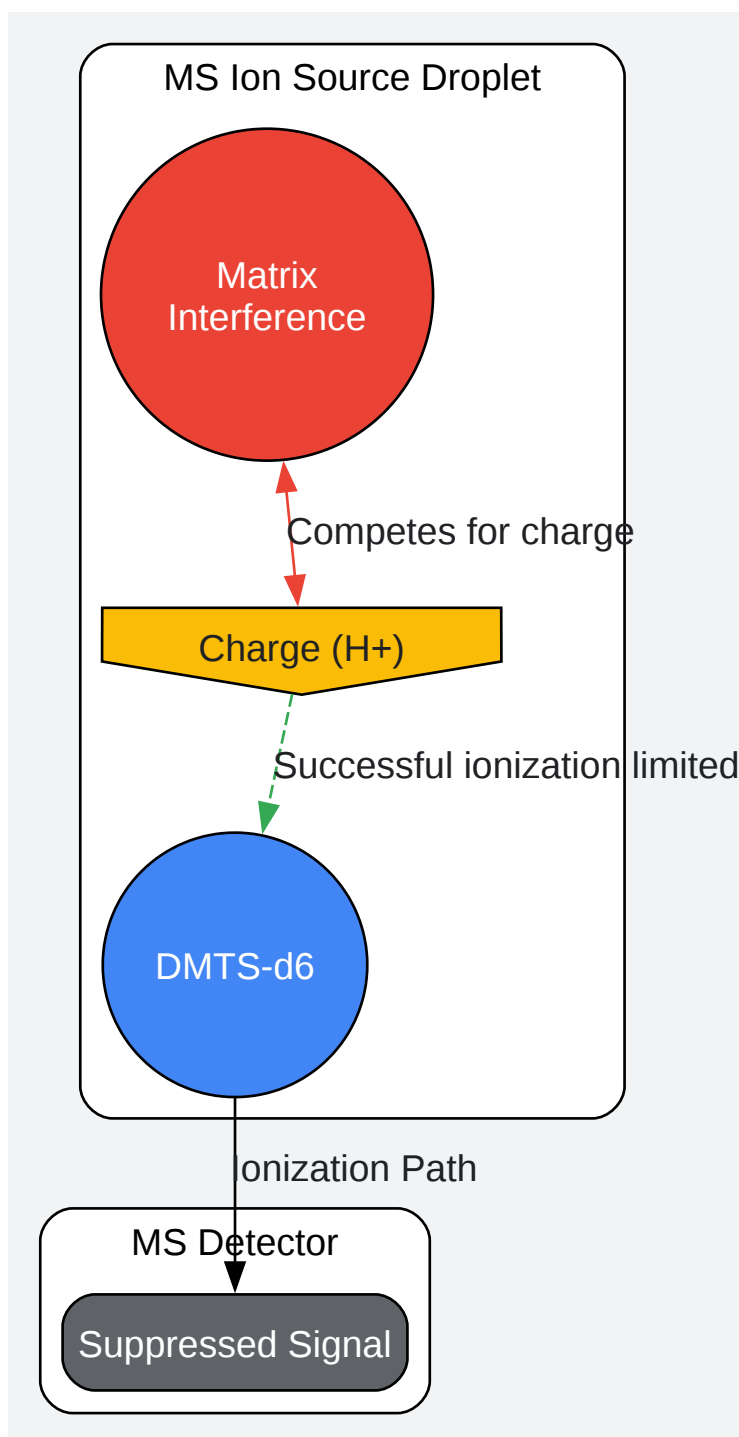 MS Ion Source Droplet
Matrix
Interference
Competes for charge
Charge (H+)
Successful ionization limited
DMTS-d6
Ionization Path
MS Detector
Suppressed Signal